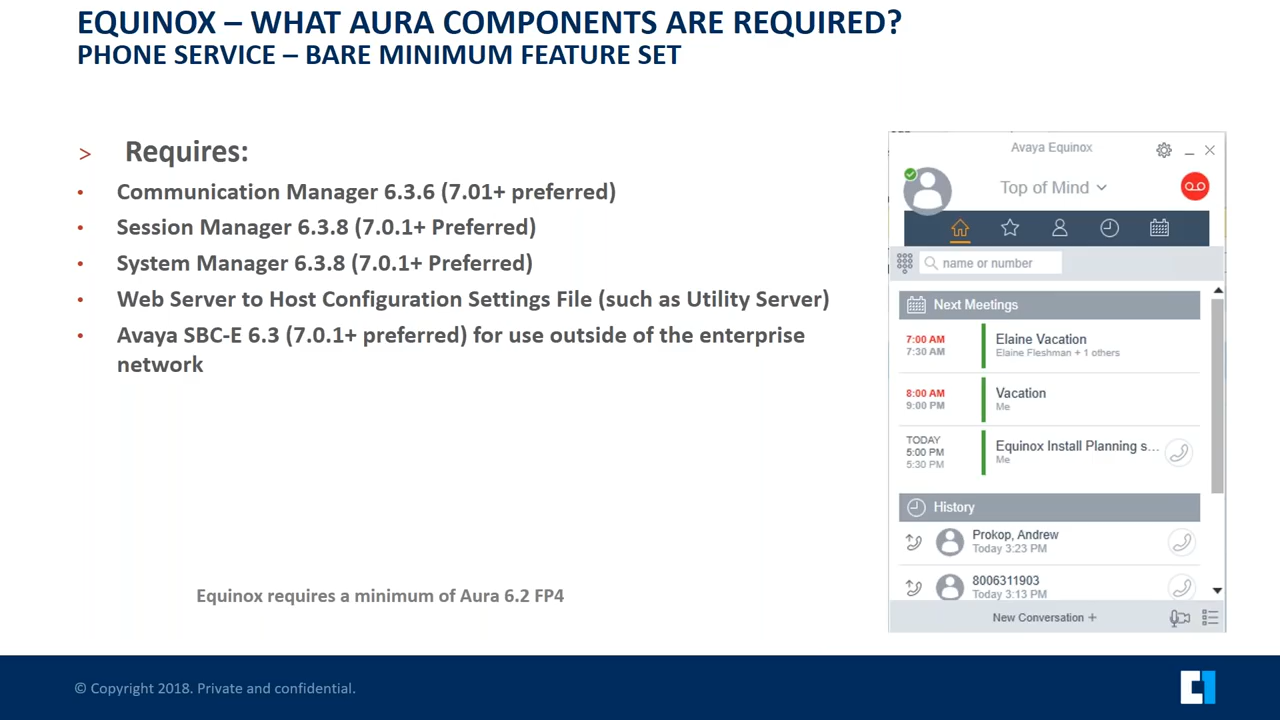 EQUINOX – WHAT AURA COMPONENTS ARE REQUIRED?
PHONE SERVICE – BARE MINIMUM FEATURE SET
> Requires:
• Communication Manager 6.3.6 (7.01+ preferred)
• Session Manager 6.3.8 (7.0.1+ Preferred)
• System Manager 6.3.8 (7.0.1+ Preferred)
• Web Server to Host Configuration Settings File (such as Utility Server)
• Avaya SBC-E 6.3 (7.0.1+ preferred) for use outside of the enterprise
network
Equinox requires a minimum of Aura 6.2 FP4
Avaya Equinox
Top of Mind
name or number
Next Meetings
7:00 AM
7:30 AM
Elaine Vacation
Elaine Fleshman + 1 others
8:00 AM
9:00 PM
Vacation
Me
TODAY
5:00 PM
5:30 PM
Equinox Install Planning s...
Me
History
Prokop, Andrew
Today 3:23 PM
8006311903
Today 3:13 PM
New Conversation +
© Copyright 2018. Private and confidential.